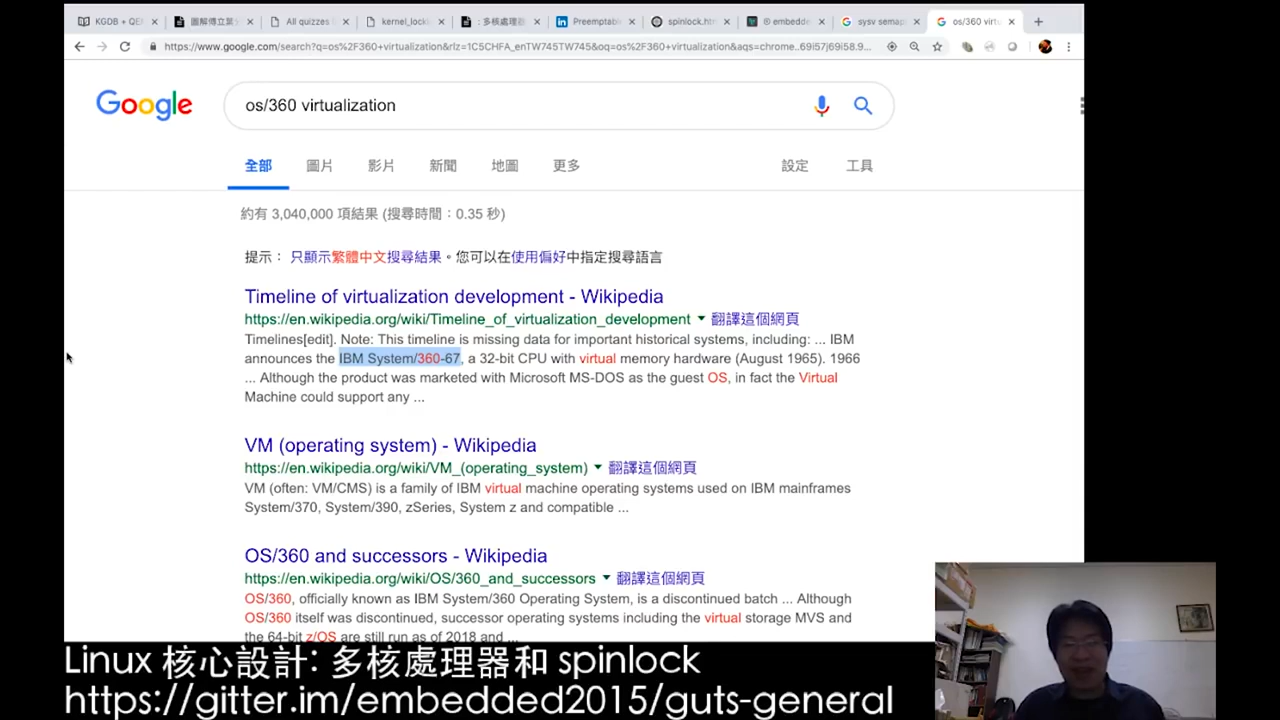 KGDB + QE
圖解傳立葉
All quizzes
kernel_lock
: 多核處理器
Preemptable
spinlock.ht
® embedde
sysv semap
os/360 virtu
https://www.google.com/search?q=os%2F360+virtualization&rlz=1C5CHFA_enTW745TW745&oq=os%2F360+virtualization&aqs=chrome..69i57j69i58.9...
Google
os/360 virtualization
全部 圖片 影片 新聞 地圖 更多 設定 工具
約有 3,040,000 項結果 (搜尋時間：0.35 秒)
提示： 只顯示繁體中文搜尋結果。您可以在使用偏好中指定搜尋語言
Timeline of virtualization development - Wikipedia
https://en.wikipedia.org/wiki/Timeline_of_virtualization_development ▼ 翻譯這個網頁
Timelines[edit]. Note: This timeline is missing data for important historical systems, including: ... IBM
announces the IBM System/360-67, a 32-bit CPU with virtual memory hardware (August 1965). 1966
... Although the product was marketed with Microsoft MS-DOS as the guest OS, in fact the Virtual
Machine could support any ...
VM (operating system) - Wikipedia
https://en.wikipedia.org/wiki/VM_(operating_system) ▼ 翻譯這個網頁
VM (often: VM/CMS) is a family of IBM virtual machine operating systems used on IBM mainframes
System/370, System/390, zSeries, System z and compatible ...
OS/360 and successors - Wikipedia
https://en.wikipedia.org/wiki/OS/360_and_successors ▼ 翻譯這個網頁
OS/360, officially known as IBM System/360 Operating System, is a discontinued batch ... Although
OS/360 itself was discontinued, successor operating systems including the virtual storage MVS and
the 64-bit z/OS are still run as of 2018 and ...
Linux 核心設計: 多核處理器和 spinlock
https://gitter.im/embedded2015/guts-general